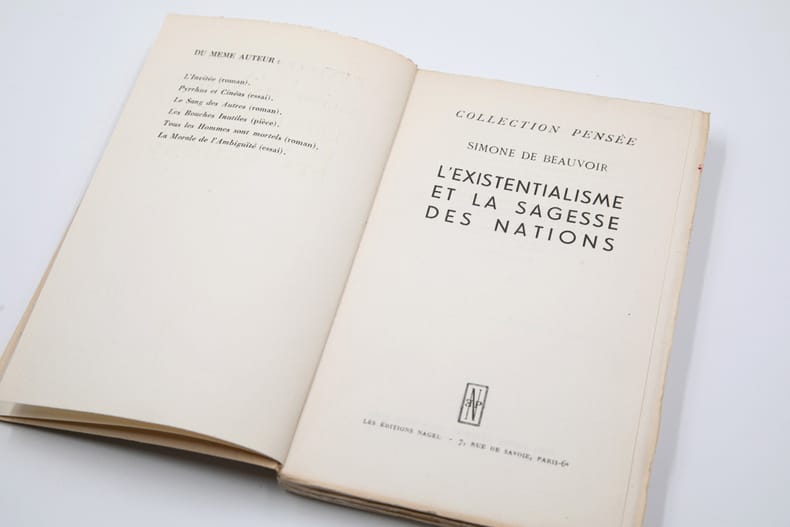 DU MEME AUTEUR :
L'Invitée (roman).
Pyrrhus et Cinéas (essai).
Le Sang des Autres (roman).
Les Bouches Inutiles (pièce).
Tous les Hommes sont mortels (roman).
La Morale de l'Ambiguïté (essai).
COLLECTION PENSÉE
SIMONE DE BEAUVOIR
L'EXISTENTIALISME
ET LA SAGESSE
DES NATIONS
LES ÉDITIONS NAGEL - 7, RUE DE SAVOIE, PARIS-6e